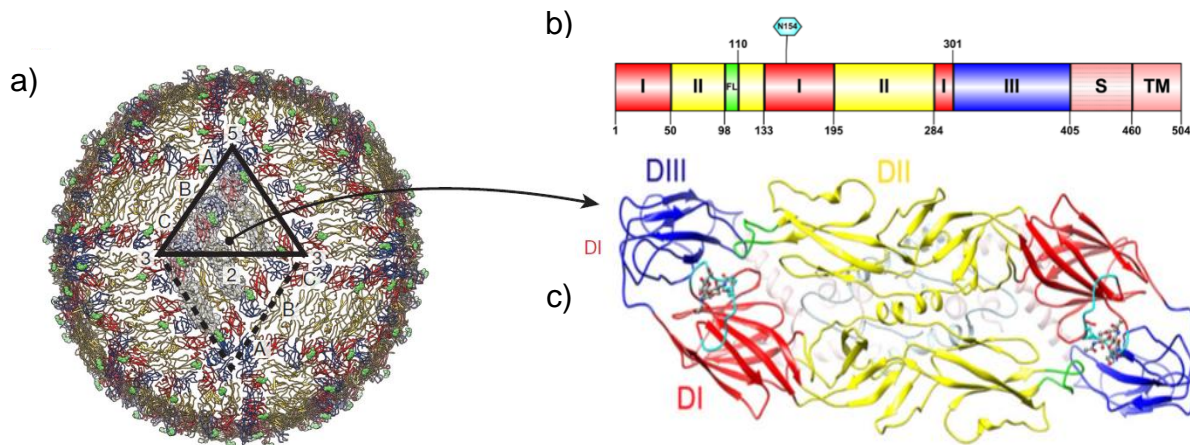 a)
5
A
B
C
3
3
2
C
B
A
b)
N154
110
301
I
II
FL
I
II
I
III
S
TM
1
50
98
133
195
284
405
460
504
c)
DIII
DII
DI
DI